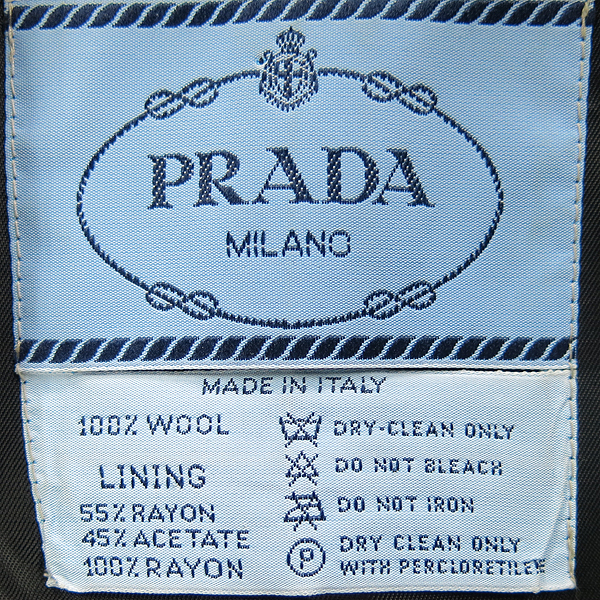 PRADA
MILANO
MADE IN ITALY
100% WOOL
LINING
55% RAYON
45% ACETATE
100% RAYON
DRY-CLEAN ONLY
DO NOT BLEACH
DO NOT IRON
P
DRY CLEAN ONLY
WITH PERCLORETILEE